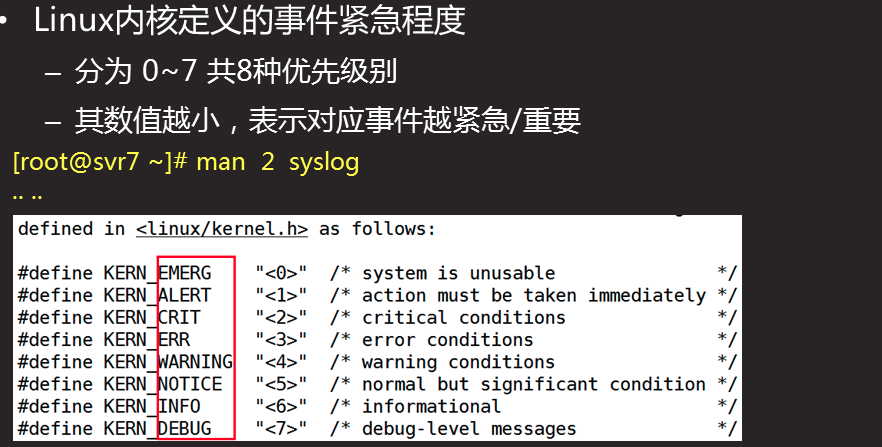 • Linux内核定义的事件紧急程度
– 分为 0~7 共8种优先级别
– 其数值越小，表示对应事件越紧急/重要
[root@svr7 ~]# man 2 syslog
.. ..
defined in <linux/kernel.h> as follows:
#define KERN_EMERG "<0>" /* system is unusable */
#define KERN_ALERT "<1>" /* action must be taken immediately */
#define KERN_CRIT "<2>" /* critical conditions */
#define KERN_ERR "<3>" /* error conditions */
#define KERN_WARNING "<4>" /* warning conditions */
#define KERN_NOTICE "<5>" /* normal but significant condition */
#define KERN_INFO "<6>" /* informational */
#define KERN_DEBUG "<7>" /* debug-level messages */